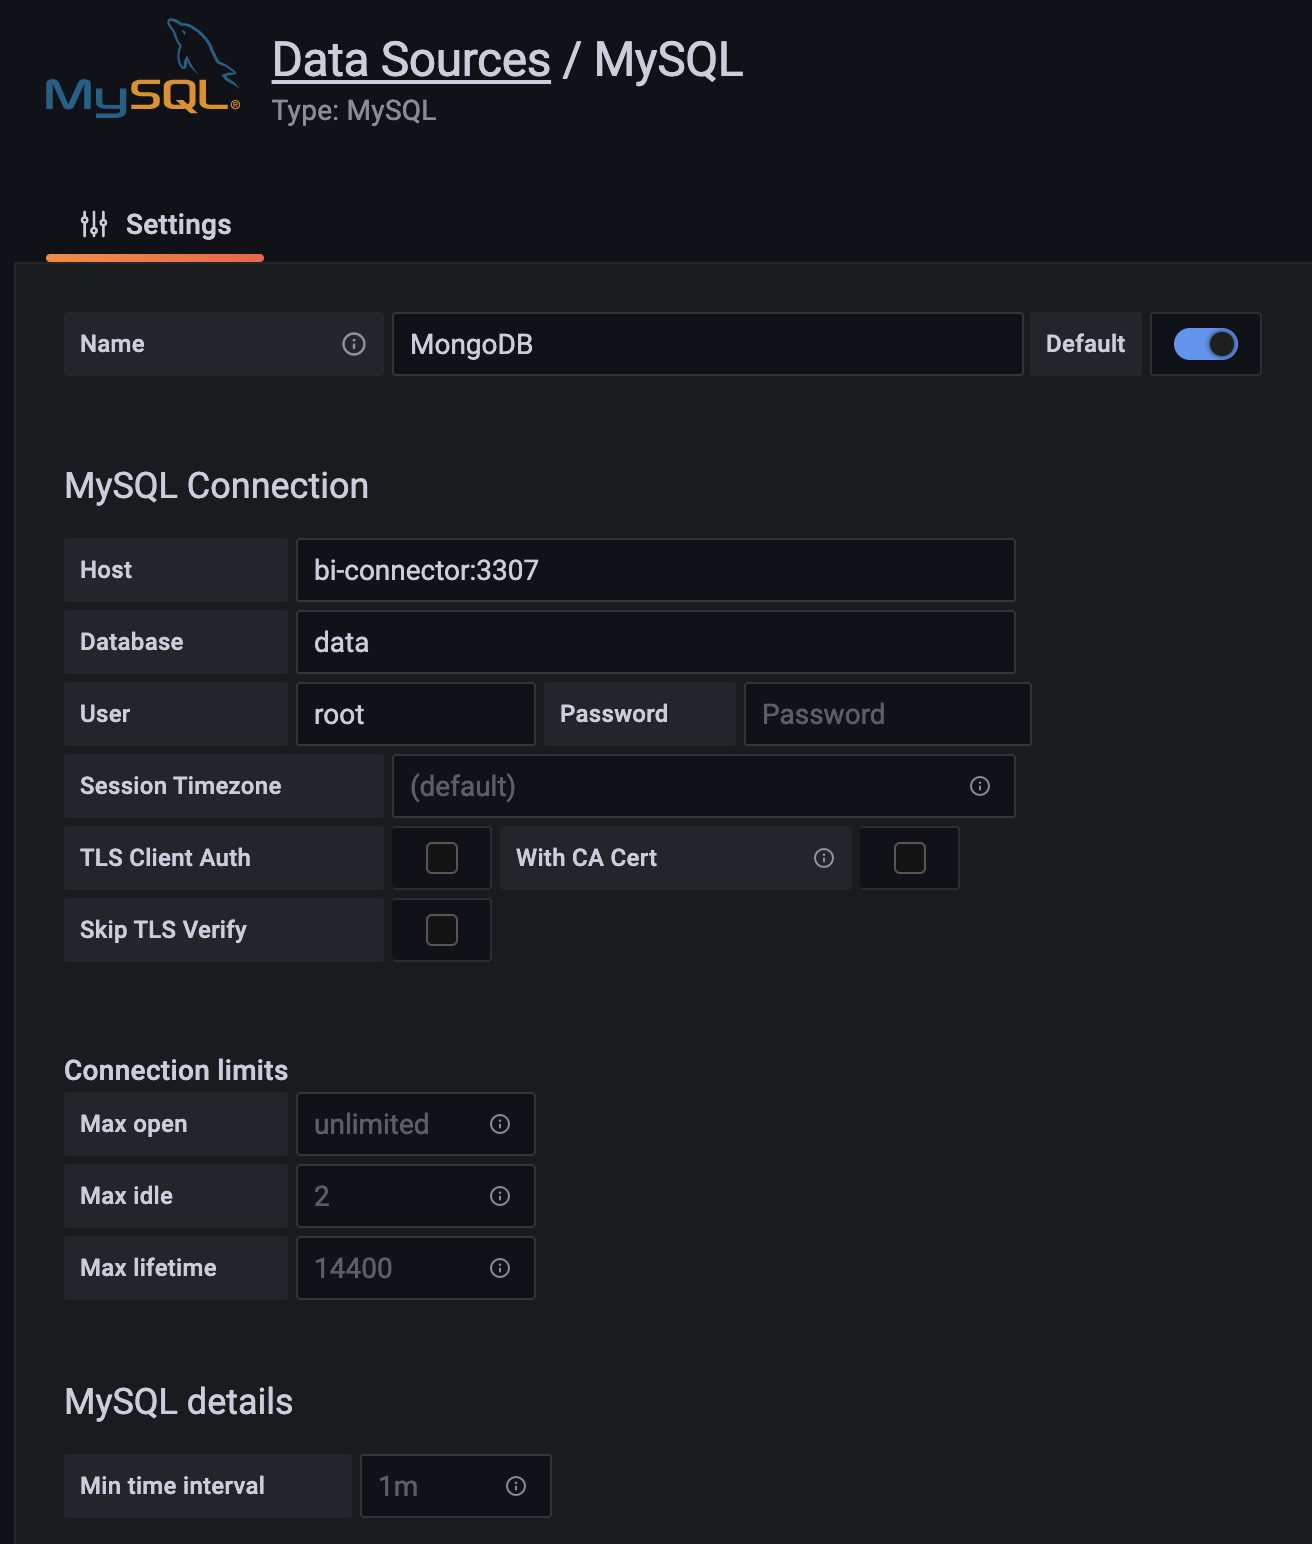 MySQL®
Data Sources / MySQL
Type: MySQL
Settings
Name MongoDB Default
MySQL Connection
Host bi-connector:3307
Database data
User root Password Password
Session Timezone (default)
TLS Client Auth With CA Cert
Skip TLS Verify
Connection limits
Max open unlimited
Max idle 2
Max lifetime 14400
MySQL details
Min time interval 1m